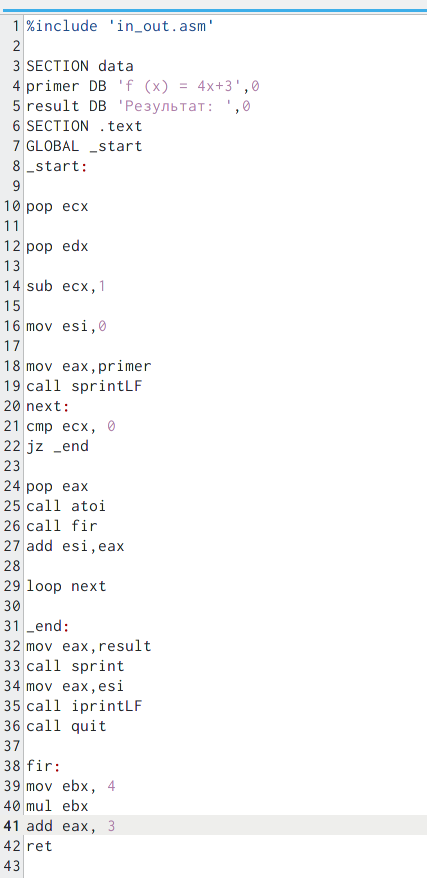 1 %include 'in_out.asm'
2
3 SECTION data
4 primer DB 'f (x) = 4x+3',0
5 result DB 'Результат: ',0
6 SECTION .text
7 GLOBAL _start
8 _start:
9
10 pop ecx
11
12 pop edx
13
14 sub ecx,1
15
16 mov esi,0
17
18 mov eax,primer
19 call sprintLF
20 next:
21 cmp ecx, 0
22 jz _end
23
24 pop eax
25 call atoi
26 call fir
27 add esi,eax
28
29 loop next
30
31 _end:
32 mov eax,result
33 call sprint
34 mov eax,esi
35 call iprintLF
36 call quit
37
38 fir:
39 mov ebx, 4
40 mul ebx
41 add eax, 3
42 ret
43